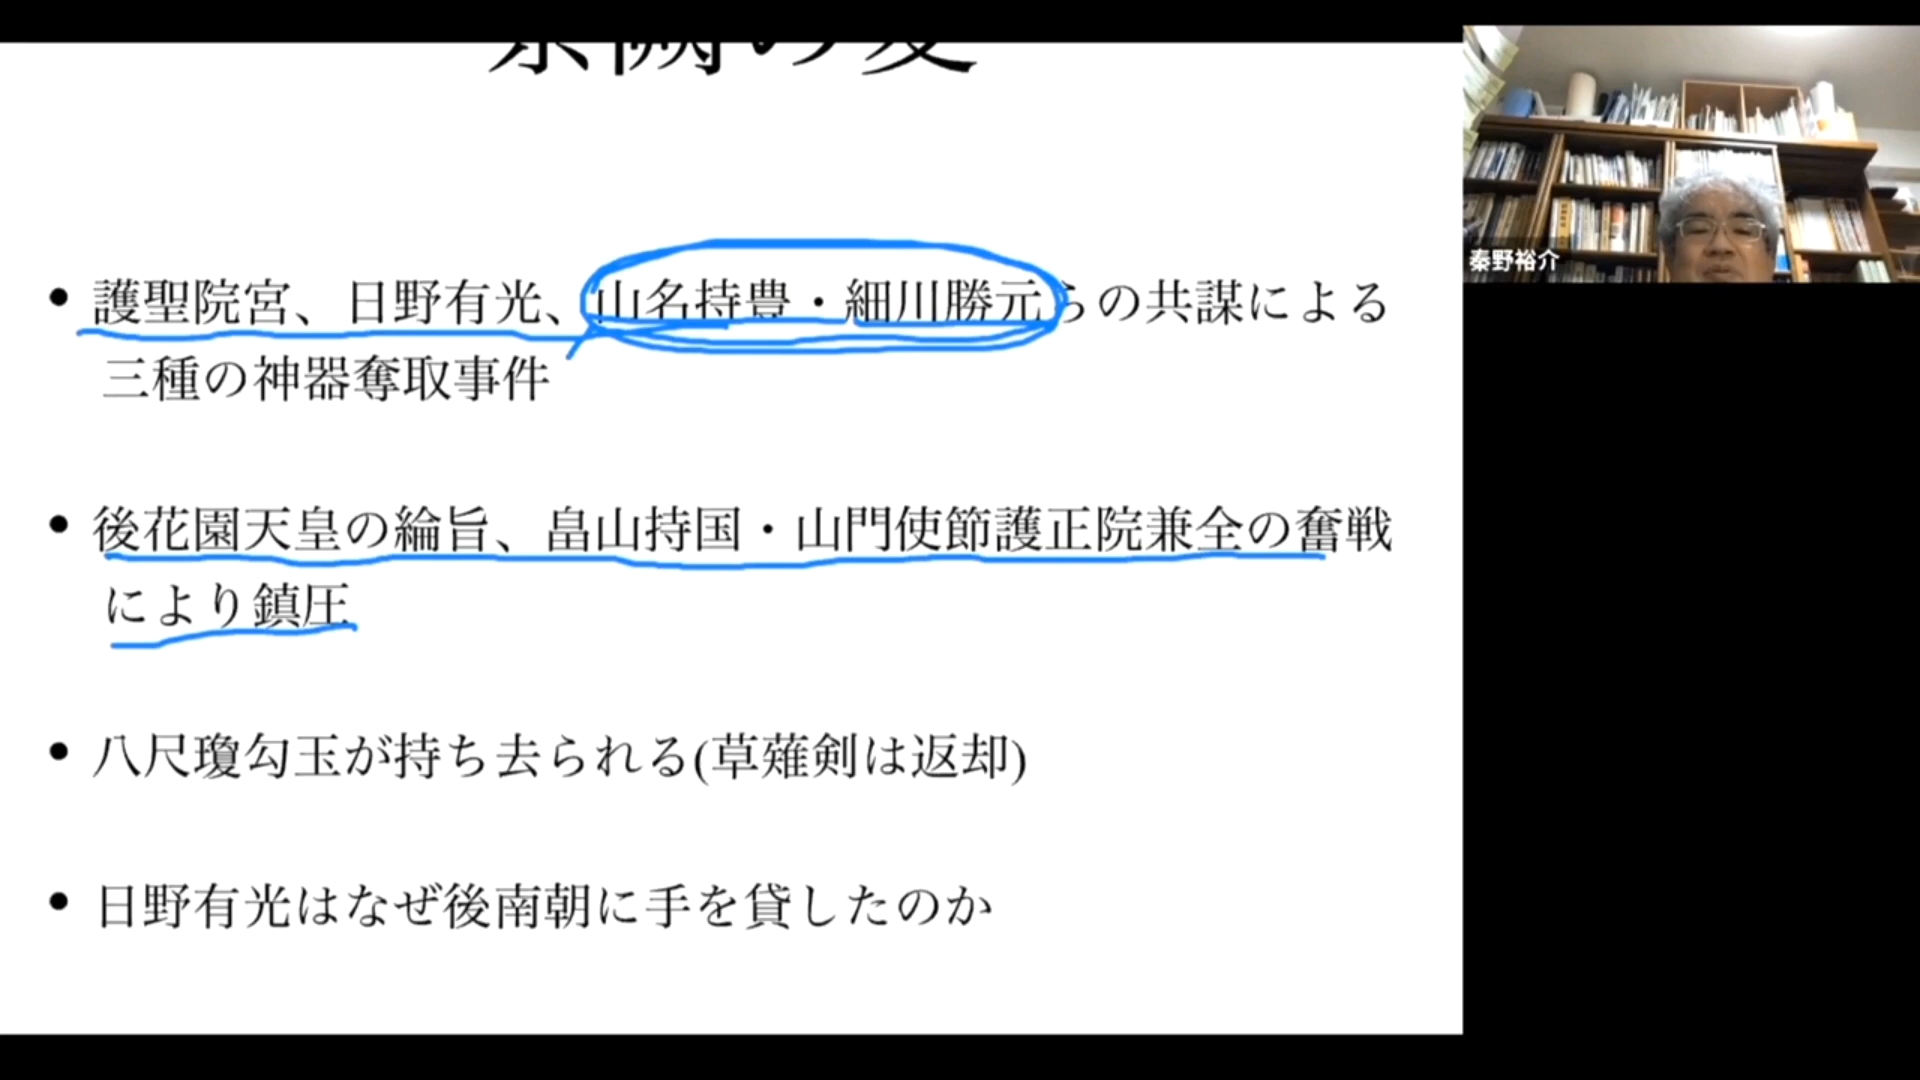 禁闕の変
• 護聖院宮、日野有光、山名持豊・細川勝元らの共謀による
三種の神器奪取事件
• 後花園天皇の綸旨、畠山持国・山門使節護正院兼全の奮戦
により鎮圧
• 八尺瓊勾玉が持ち去られる(草薙剣は返却)
• 日野有光はなぜ後南朝に手を貸したのか
秦野裕介